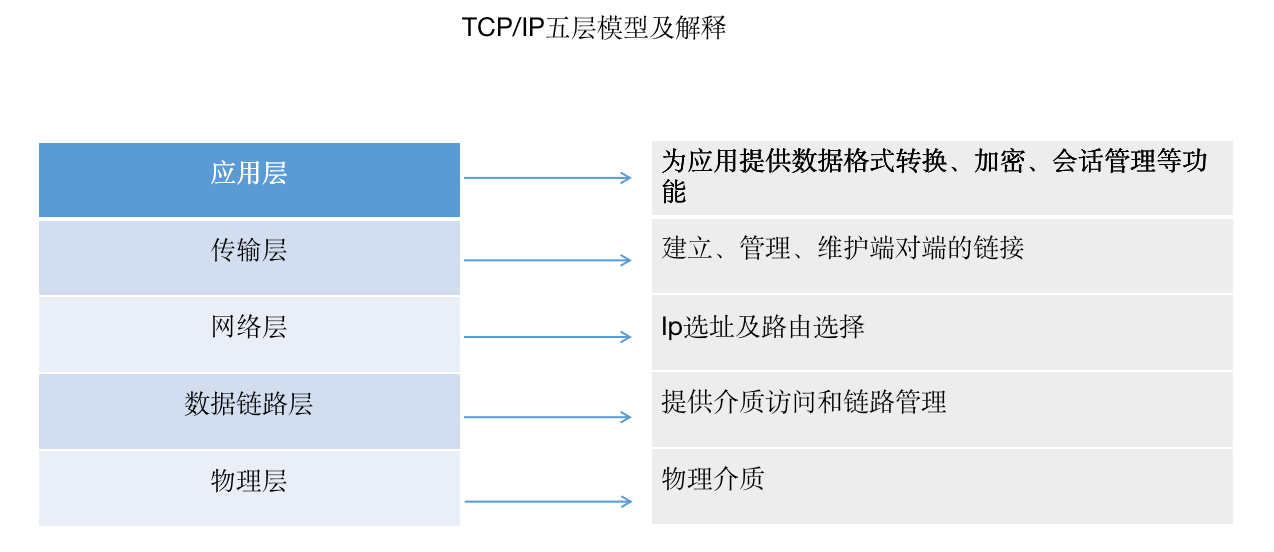 TCP/IP五层模型及解释
应用层
为应用提供数据格式转换、加密、会话管理等功
能
传输层
建立、管理、维护端对端的链接
网络层
Ip选址及路由选择
数据链路层
提供介质访问和链路管理
物理层
物理介质